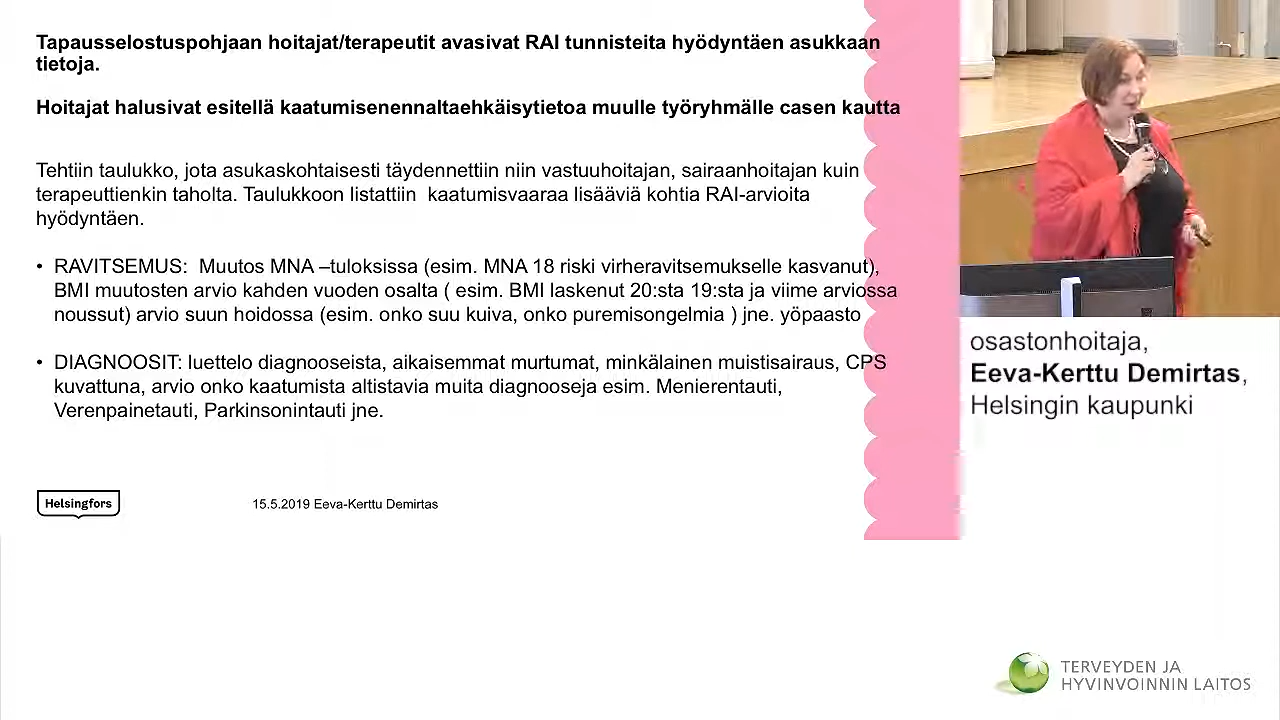 Tapausselostuspohjaan hoitajat/terapeutit avasivat RAI tunnisteita hyödyntäen asukkaan
tietoja.
Hoitajat halusivat esitellä kaatumisenennaltaehkäisytietoa muulle työryhmälle casen kautta
Tehtiin taulukko, jota asukaskohtaisesti täydennettiin niin vastuuhoitajan, sairaanhoitajan kuin
terapeuttienkin taholta. Taulukkoon listattiin kaatumisvaaraa lisääviä kohtia RAI-arvioita
hyödyntäen.
• RAVITSEMUS: Muutos MNA –tuloksissa (esim. MNA 18 riski virheravitsemukselle kasvanut),
BMI muutosten arvio kahden vuoden osalta ( esim. BMI laskenut 20:sta 19:sta ja viime arviossa
noussut) arvio suun hoidossa (esim. onko suu kuiva, onko puremisongelmia ) jne. yöpaasto
• DIAGNOOSIT: luettelo diagnooseista, aikaisemmat murtumat, minkälainen muistisairaus, CPS
kuvattuna, arvio onko kaatumista altistavia muita diagnooseja esim. Menierentauti,
Verenpainetauti, Parkinsonintauti jne.
Helsingfors
15.5.2019 Eeva-Kerttu Demirtas
osastonhoitaja,
Eeva-Kerttu Demirtas,
Helsingin kaupunki
TERVEYDEN JA
HYVINVOINNIN LAITOS